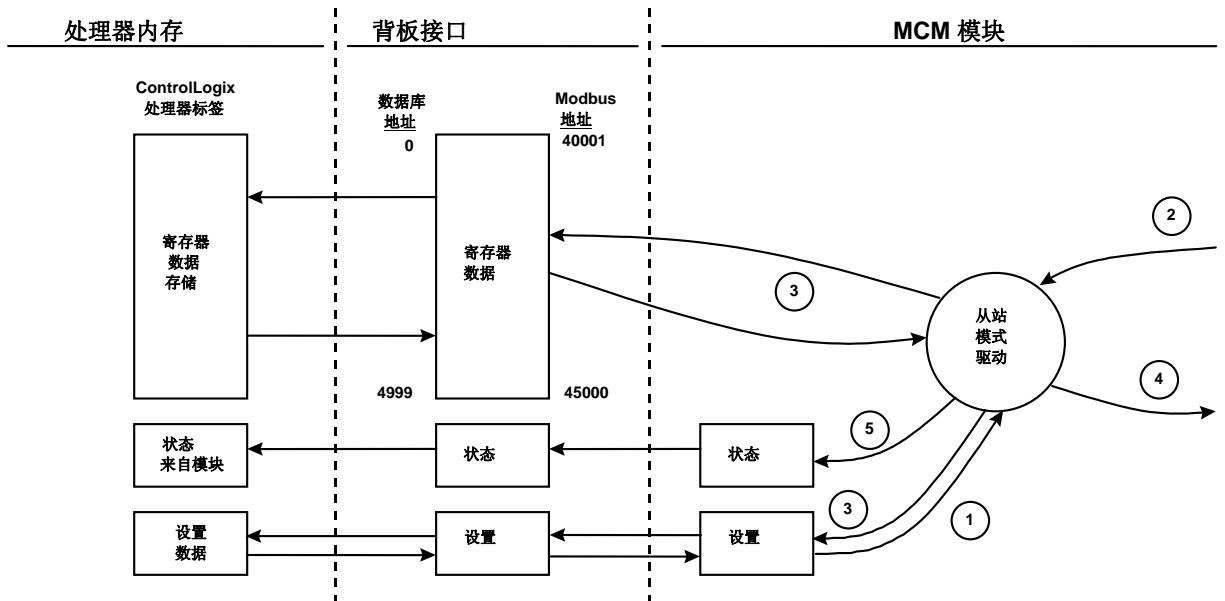 处理器内存
背板接口
MCM 模块
ControlLogix
处理器标签
数据库
地址
0
Modbus
地址
40001
寄存器
数据
存储
寄存器
数据
4999
45000
2
3
从站
模式
驱动
4
状态
来自模块
状态
状态
5
设置
数据
设置
设置
3
1